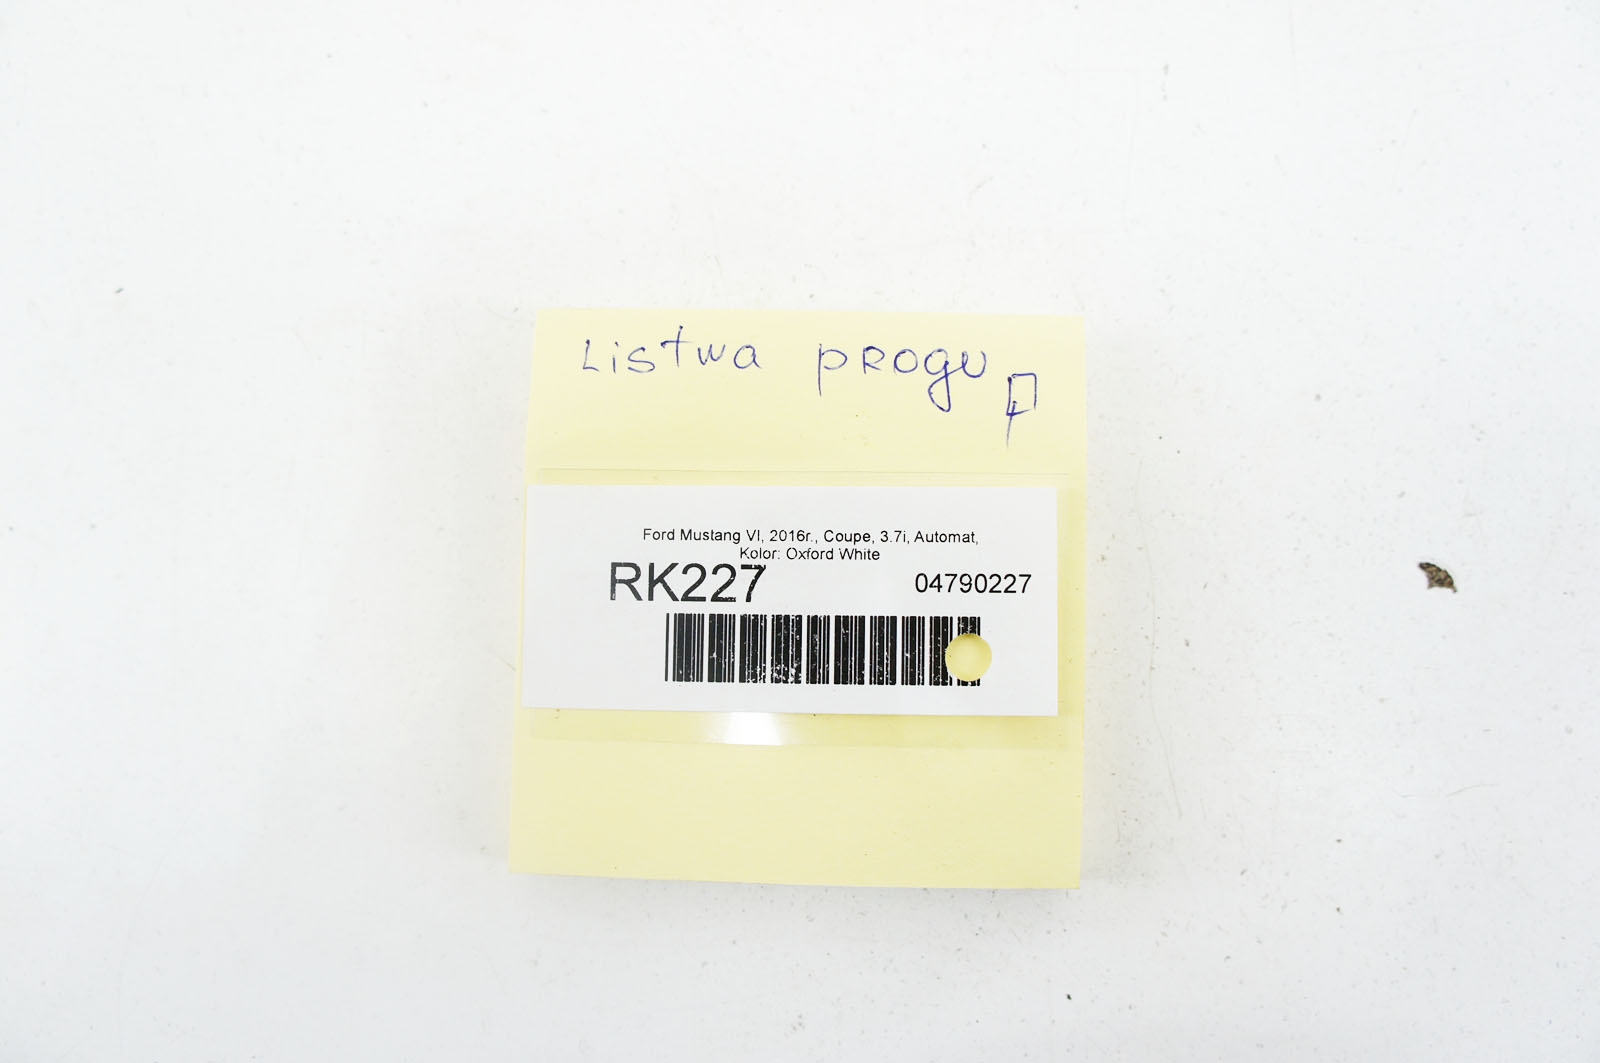 Listwa progu P
Ford Mustang VI, 2016r., Coupe, 3.7i, Automat,
Kolor: Oxford White
RK227 04790227